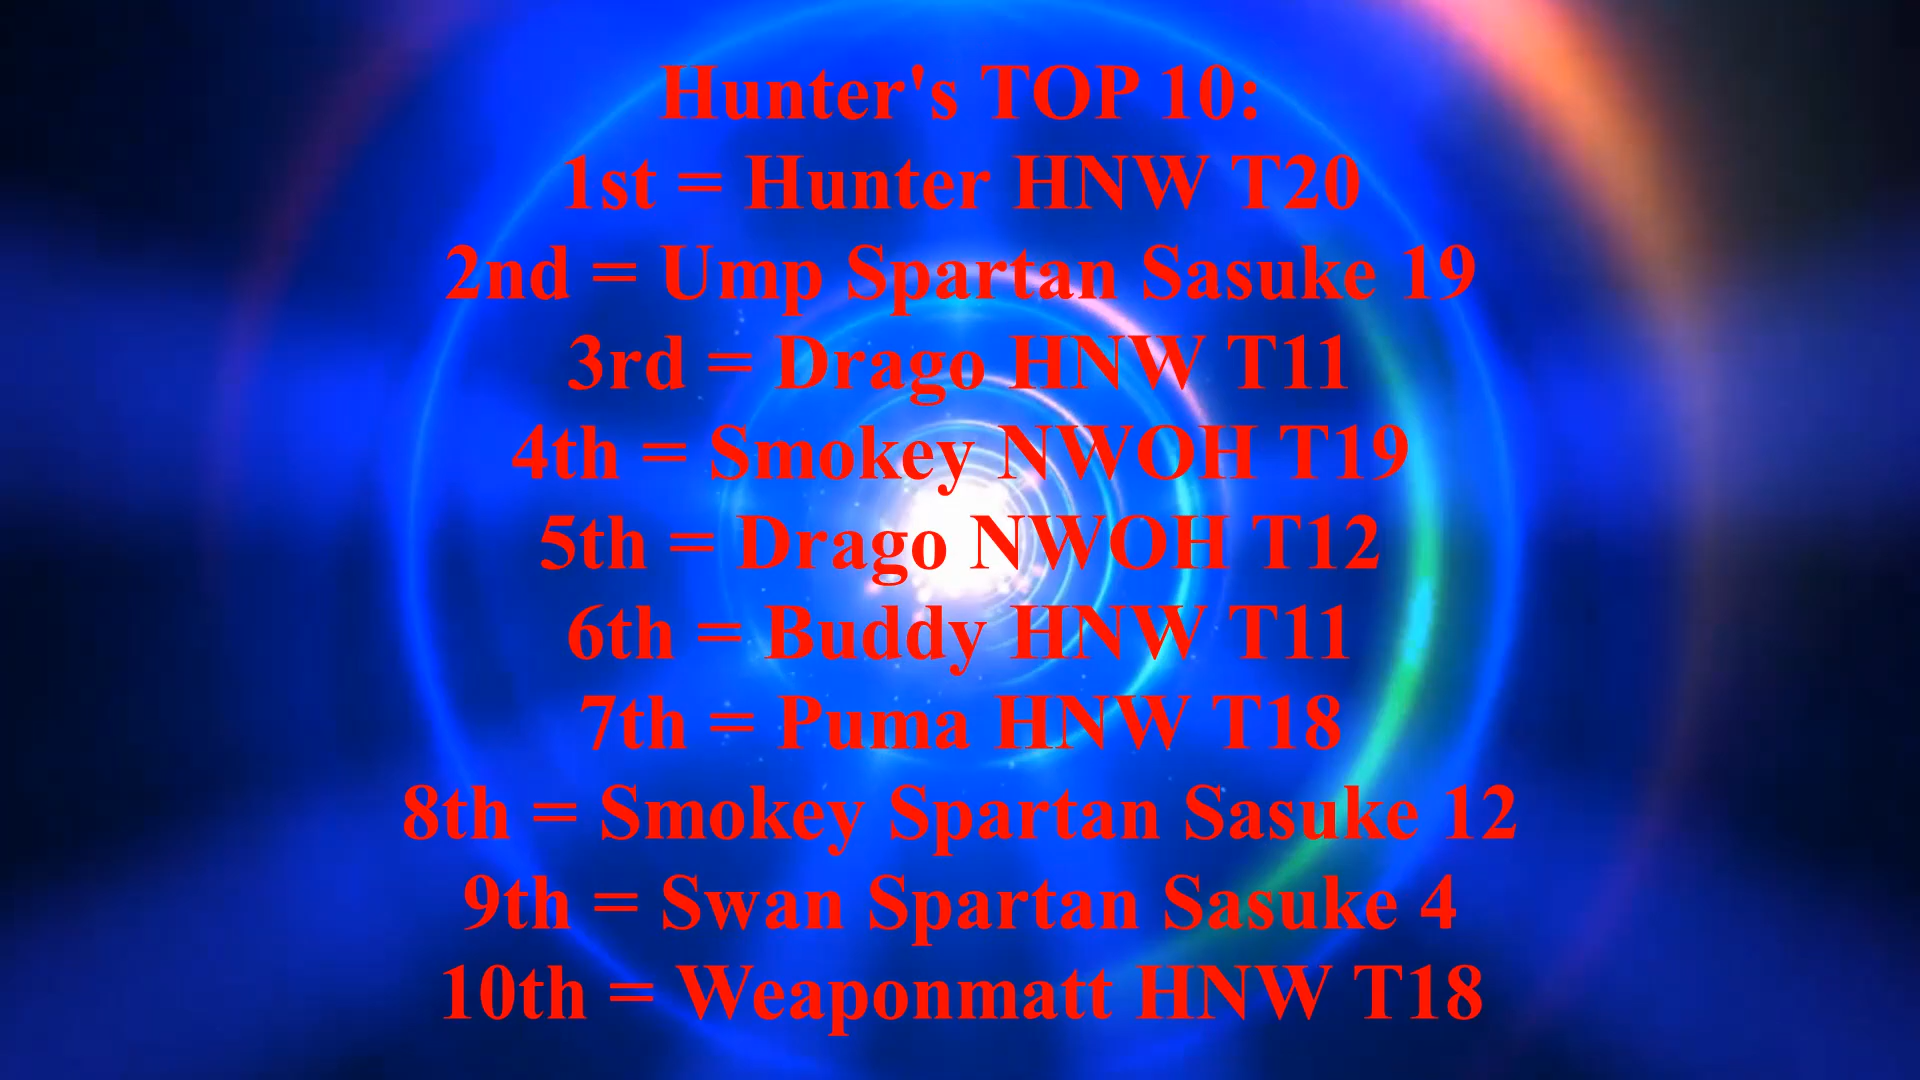 Hunter's TOP 10:
1st = Hunter HNW T20
2nd = Ump Spartan Sasuke 19
3rd = Drago HNW T11
4th = Smokey NWOH T19
5th = Drago NWOH T12
6th = Buddy HNW T11
7th = Puma HNW T18
8th = Smokey Spartan Sasuke 12
9th = Swan Spartan Sasuke 4
10th = Weaponmatt HNW T18